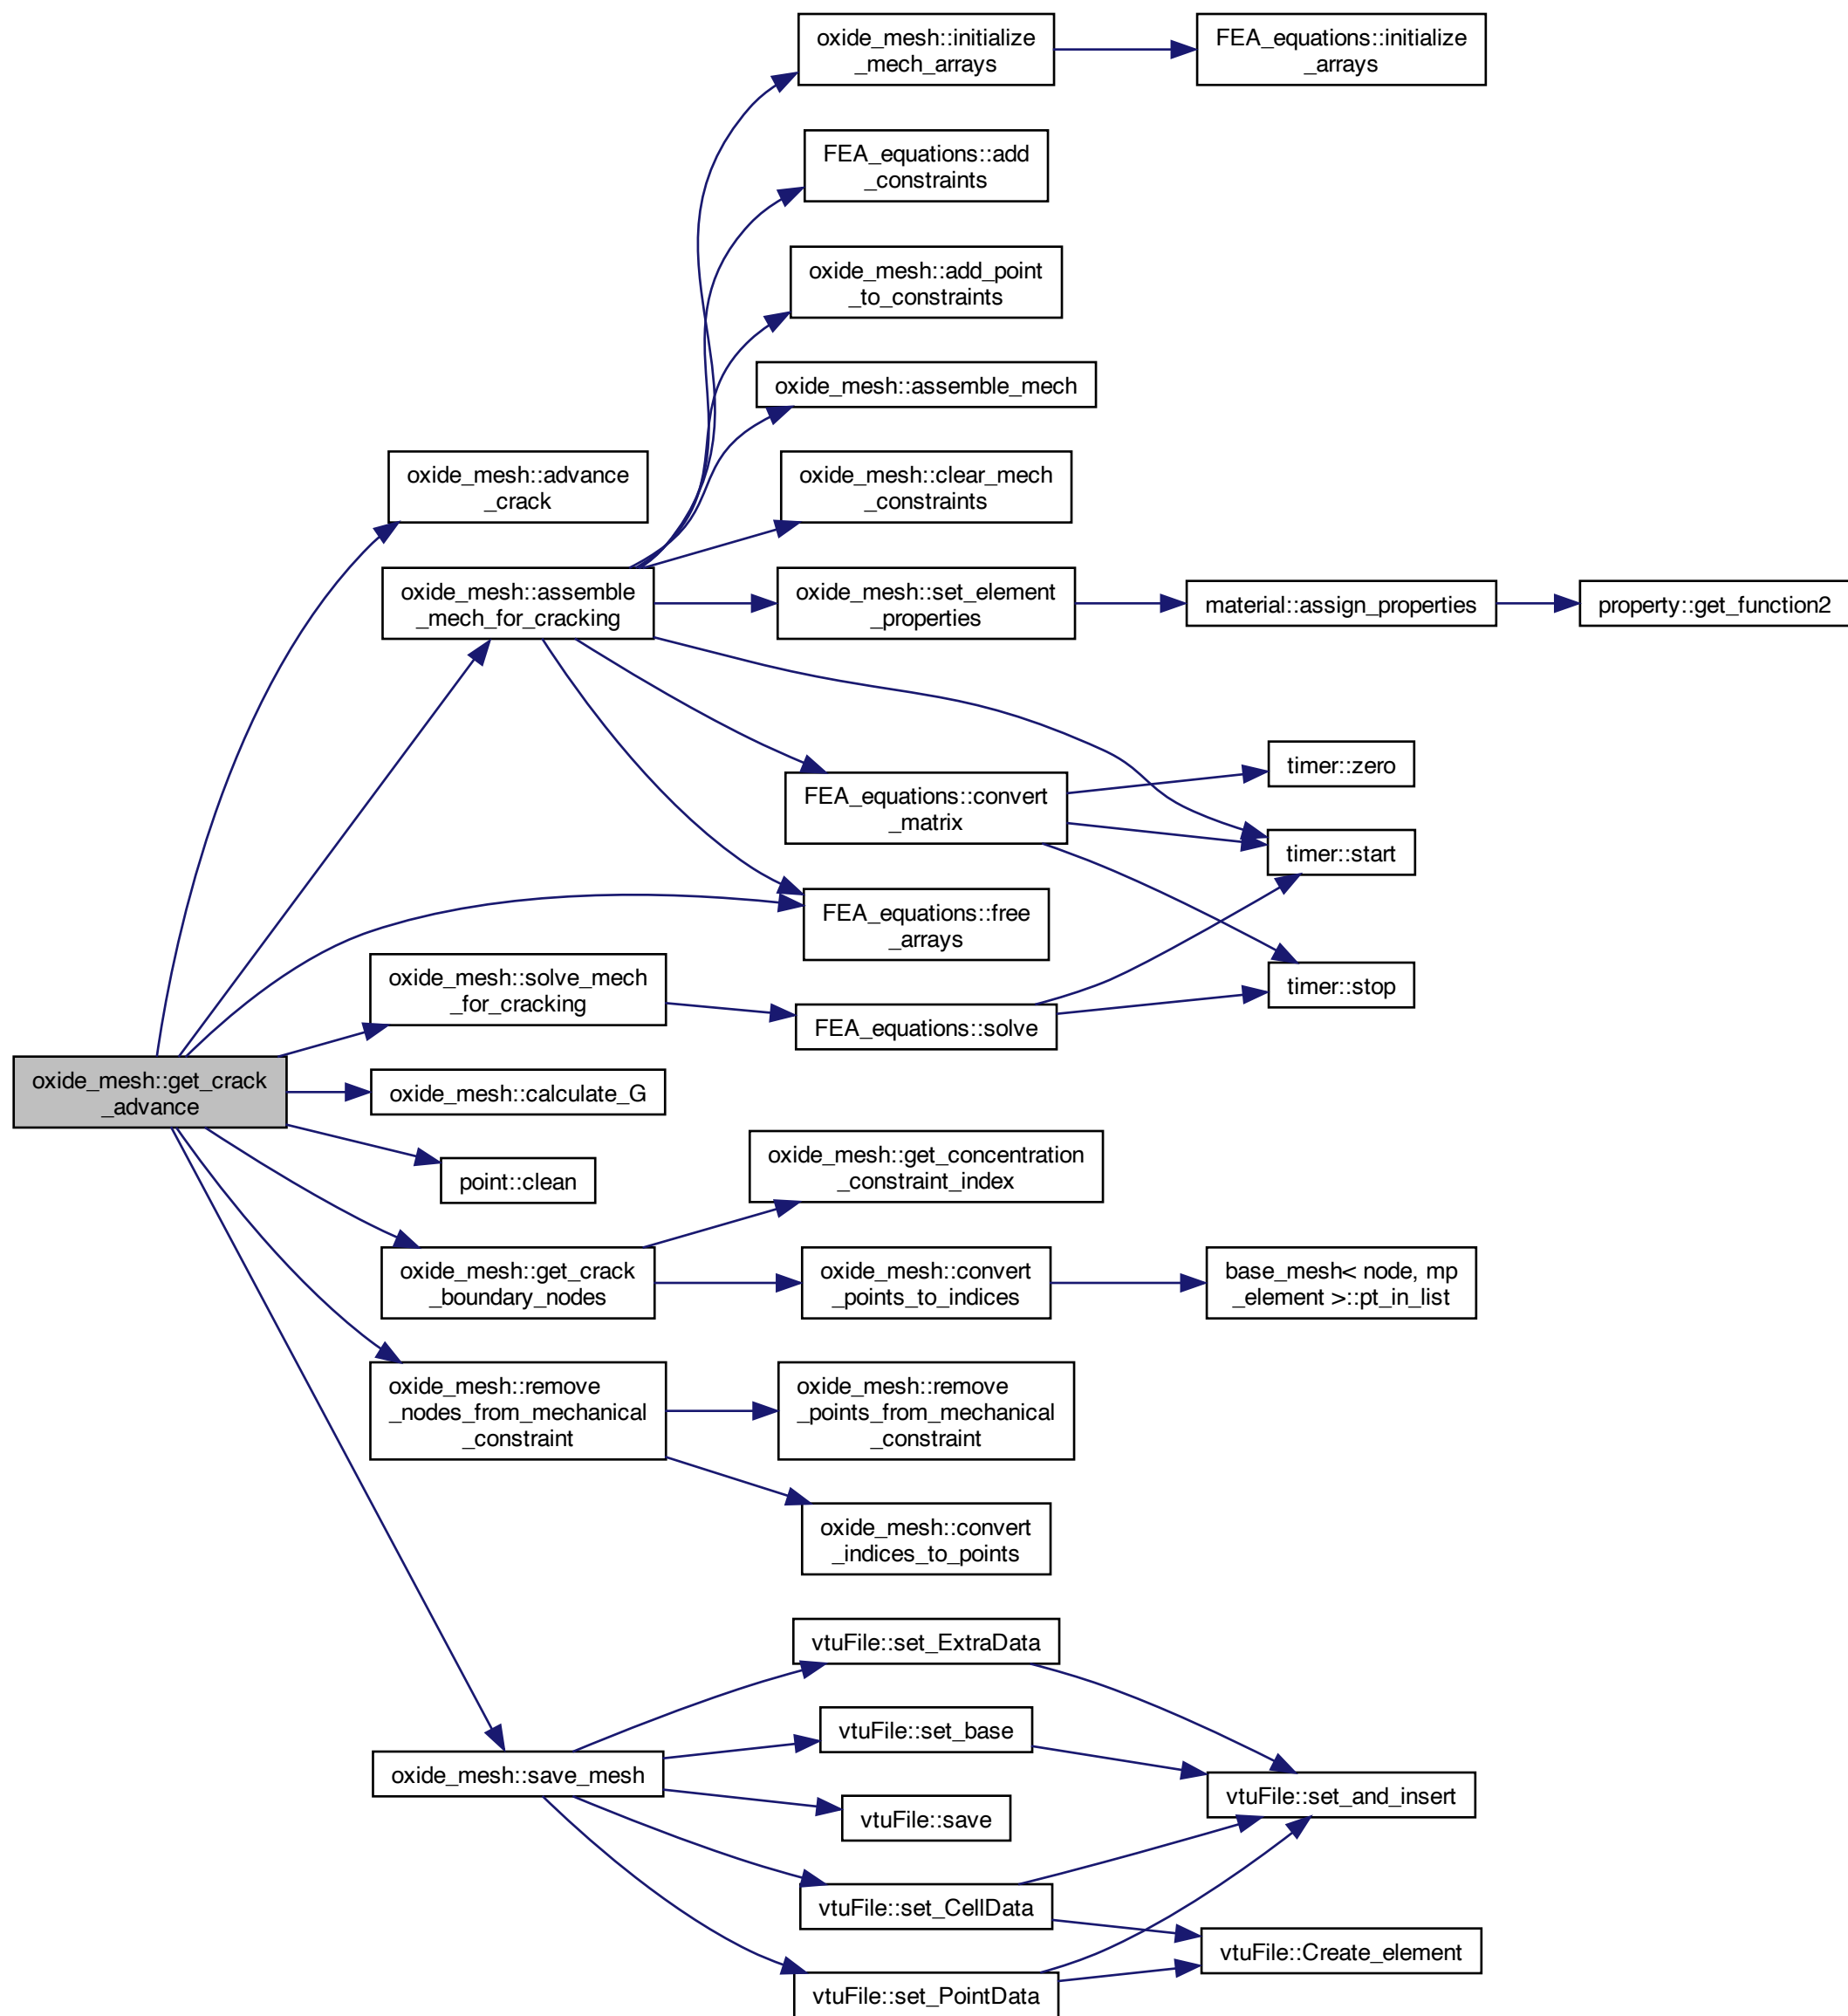 oxide_mesh::initialize
_mech_arrays
FEA_equations::initialize
_arrays
FEA_equations::add
_constraints
oxide_mesh::add_point
_to_constraints
oxide_mesh::assemble_mech
oxide_mesh::advance
_crack
oxide_mesh::clear_mech
_constraints
oxide_mesh::assemble
_mech_for_cracking
oxide_mesh::set_element
_properties
material::assign_properties
property::get_function2
FEA_equations::convert
_matrix
timer::zero
timer::start
FEA_equations::free
_arrays
timer::stop
oxide_mesh::solve_mech
_for_cracking
FEA_equations::solve
oxide_mesh::get_crack
_advance
oxide_mesh::calculate_G
point::clean
oxide_mesh::get_concentration
_constraint_index
oxide_mesh::get_crack
_boundary_nodes
oxide_mesh::convert
_points_to_indices
base_mesh< node, mp
_element >::pt_in_list
oxide_mesh::remove
_nodes_from_mechanical
_constraint
oxide_mesh::remove
_points_from_mechanical
_constraint
oxide_mesh::convert
_indices_to_points
vtuFile::set_ExtraData
vtuFile::set_base
oxide_mesh::save_mesh
vtuFile::set_and_insert
vtuFile::save
vtuFile::set_CellData
vtuFile::Create_element
vtuFile::set_PointData